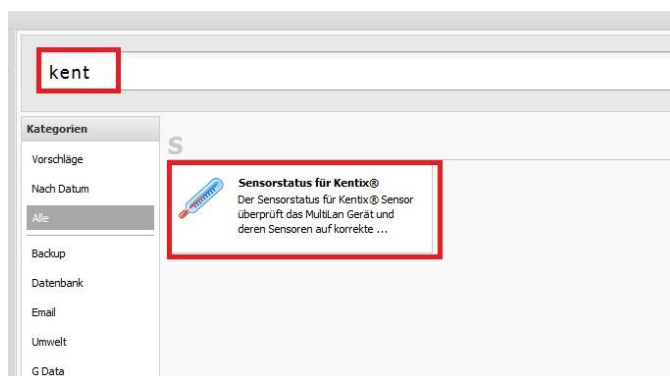 kent
Kategorien
Vorschläge
Nach Datum
Alle
Backup
Datenbank
Email
Umwelt
G Data
S
Sensorstatus für Kentix®
Der Sensorstatus für Kentix® Sensor
überprüft das MultiLan Gerät und
deren Sensoren auf korrekte ...